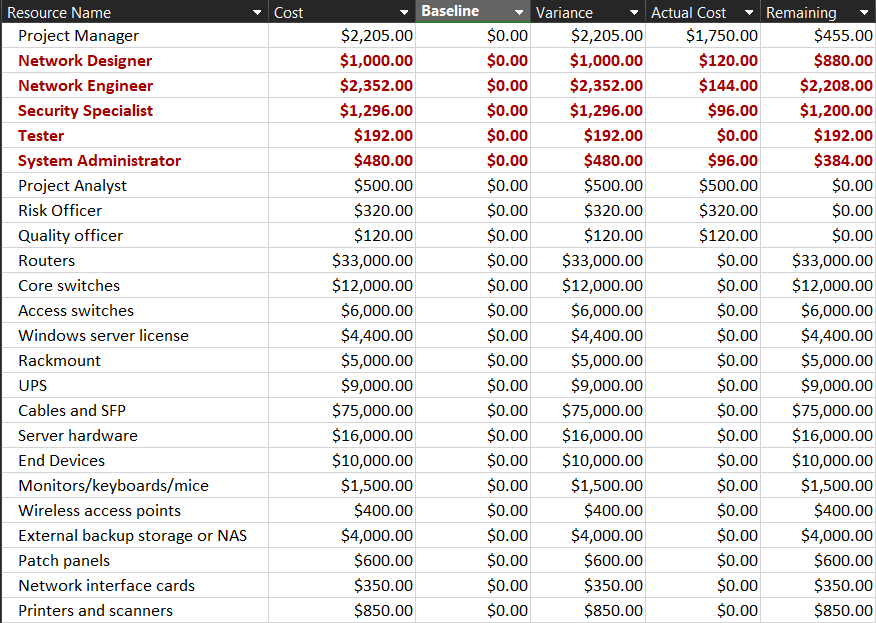 Resource Name Cost Baseline Variance Actual Cost Remaining
Project Manager $2,205.00 $0.00 $2,205.00 $1,750.00 $455.00
Network Designer $1,000.00 $0.00 $1,000.00 $120.00 $880.00
Network Engineer $2,352.00 $0.00 $2,352.00 $144.00 $2,208.00
Security Specialist $1,296.00 $0.00 $1,296.00 $96.00 $1,200.00
Tester $192.00 $0.00 $192.00 $0.00 $192.00
System Administrator $480.00 $0.00 $480.00 $96.00 $384.00
Project Analyst $500.00 $0.00 $500.00 $500.00 $0.00
Risk Officer $320.00 $0.00 $320.00 $320.00 $0.00
Quality officer $120.00 $0.00 $120.00 $120.00 $0.00
Routers $33,000.00 $0.00 $33,000.00 $0.00 $33,000.00
Core switches $12,000.00 $0.00 $12,000.00 $0.00 $12,000.00
Access switches $6,000.00 $0.00 $6,000.00 $0.00 $6,000.00
Windows server license $4,400.00 $0.00 $4,400.00 $0.00 $4,400.00
Rackmount $5,000.00 $0.00 $5,000.00 $0.00 $5,000.00
UPS $9,000.00 $0.00 $9,000.00 $0.00 $9,000.00
Cables and SFP $75,000.00 $0.00 $75,000.00 $0.00 $75,000.00
Server hardware $16,000.00 $0.00 $16,000.00 $0.00 $16,000.00
End Devices $10,000.00 $0.00 $10,000.00 $0.00 $10,000.00
Monitors/keyboards/mice $1,500.00 $0.00 $1,500.00 $0.00 $1,500.00
Wireless access points $400.00 $0.00 $400.00 $0.00 $400.00
External backup storage or NAS $4,000.00 $0.00 $4,000.00 $0.00 $4,000.00
Patch panels $600.00 $0.00 $600.00 $0.00 $600.00
Network interface cards $350.00 $0.00 $350.00 $0.00 $350.00
Printers and scanners $850.00 $0.00 $850.00 $0.00 $850.00